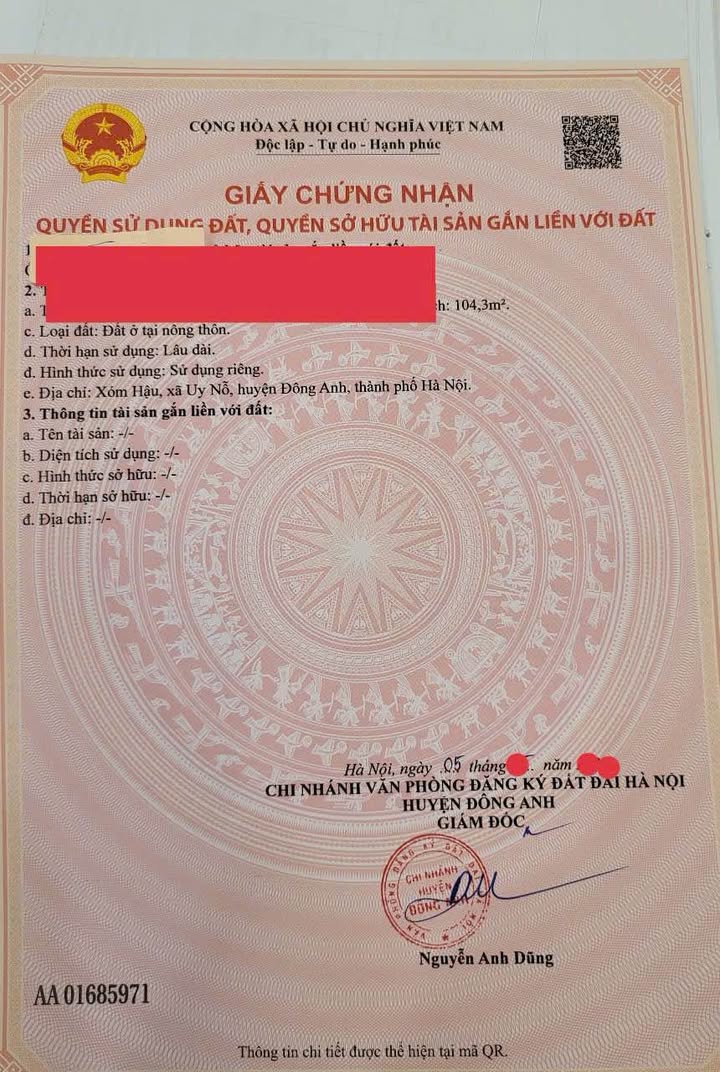 CỘNG HÒA XÃ HỘI CHỦ NGHĨA VIỆT NAM
Độc lập - Tự do - Hạnh phúc
GIẤY CHỨNG NHẬN
QUYỀN SỬ DỤNG ĐẤT, QUYỀN SỞ HỮU TÀI SẢN GẮN LIỀN VỚI ĐẤT
2.
a. 104,3m².
c. Loại đất: Đất ở tại nông thôn.
d. Thời hạn sử dụng: Lâu dài.
đ. Hình thức sử dụng: Sử dụng riêng.
e. Địa chỉ: Xóm Hậu, xã Uy Nỗ, huyện Đông Anh, thành phố Hà Nội.
3. Thông tin tài sản gắn liền với đất:
a. Tên tài sản: -/-
b. Diện tích sử dụng: -/-
c. Hình thức sở hữu: -/-
d. Thời hạn sở hữu: -/-
đ. Địa chỉ: -/-
Hà Nội, ngày 05 tháng năm
CHI NHÁNH VĂN PHÒNG ĐĂNG KÝ ĐẤT ĐAI HÀ NỘI
HUYỆN ĐÔNG ANH
GIÁM ĐỐC
CHI NHÁNH
HUYỆN
Nguyễn Anh Dũng
AA 01685971
Thông tin chi tiết được thể hiện tại mã QR.